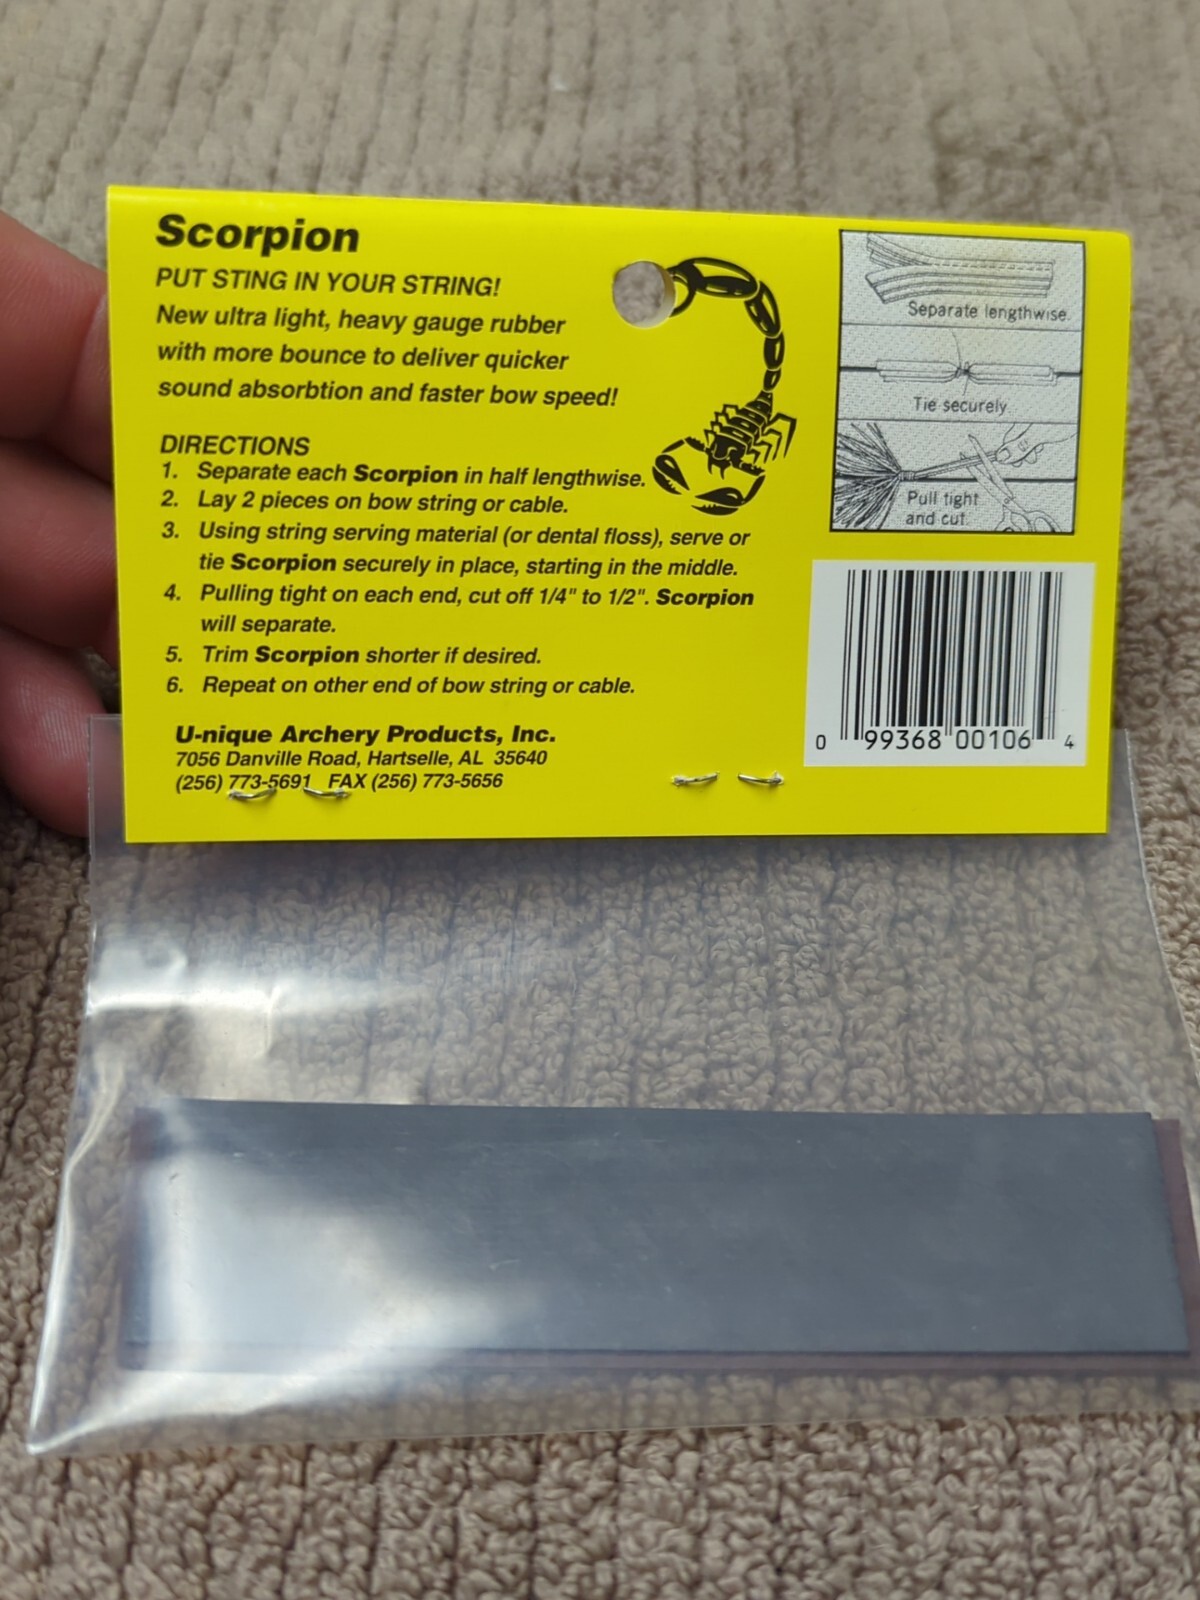 Scorpion
PUT STING IN YOUR STRING!
New ultra light, heavy gauge rubber
with more bounce to deliver quicker
sound absorbtion and faster bow speed!
DIRECTIONS
1. Separate each Scorpion in half lengthwise.
2. Lay 2 pieces on bow string or cable.
3. Using string serving material (or dental floss), serve or
tie Scorpion securely in place, starting in the middle.
4. Pulling tight on each end, cut off 1/4" to 1/2". Scorpion
will separate.
5. Trim Scorpion shorter if desired.
6. Repeat on other end of bow string or cable.
U-nique Archery Products, Inc.
7056 Danville Road, Hartselle, AL 35640
(256) 773-5691 FAX (256) 773-5656
Separate lengthwise.
Tie securely.
Pull tight
and cut.
0 99368 00106 4